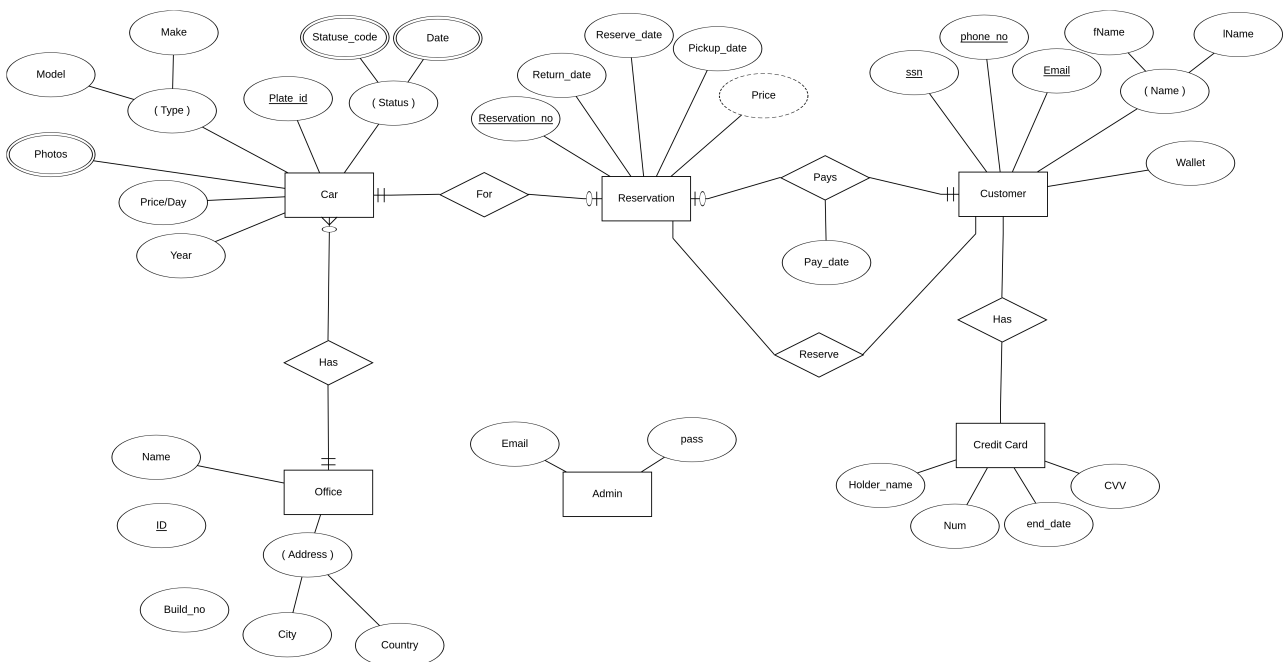 Make
Model
( Type )
Statuse_code
Date
Plate_id
( Status )
Photos
Price/Day
Year
Car
For
Reserve_date
Pickup_date
Return_date
Price
Reservation_no
Reservation
Pays
Pay_date
Reserve
phone_no
fName
lName
ssn
Email
( Name )
Wallet
Customer
Has
Has
Credit Card
Holder_name
CVV
Num
end_date
Email
pass
Admin
Name
Office
ID
( Address )
Build_no
City
Country